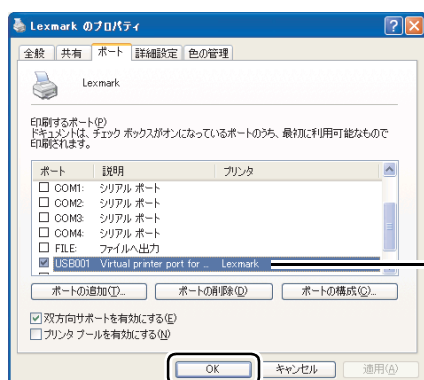 Lexmark のプロパティ
全般 共有 ポート 詳細設定 色の管理
Lexmark
印刷するポート(P)
ドキュメントは、チェック ボックスがオンになっているポートのうち、最初に利用可能なもので
印刷されます。
ポート 説明 プリンタ
COM1: シリアル ポート
COM2: シリアル ポート
COM3: シリアル ポート
COM4: シリアル ポート
FILE: ファイルへ出力
USB001 Virtual printer port for ... Lexmark
ポートの追加(T)... ポートの削除(D) ポートの構成(C)...
双方向サポートを有効にする(E)
プリンタ プールを有効にする(N)
OK キャンセル 適用(A)